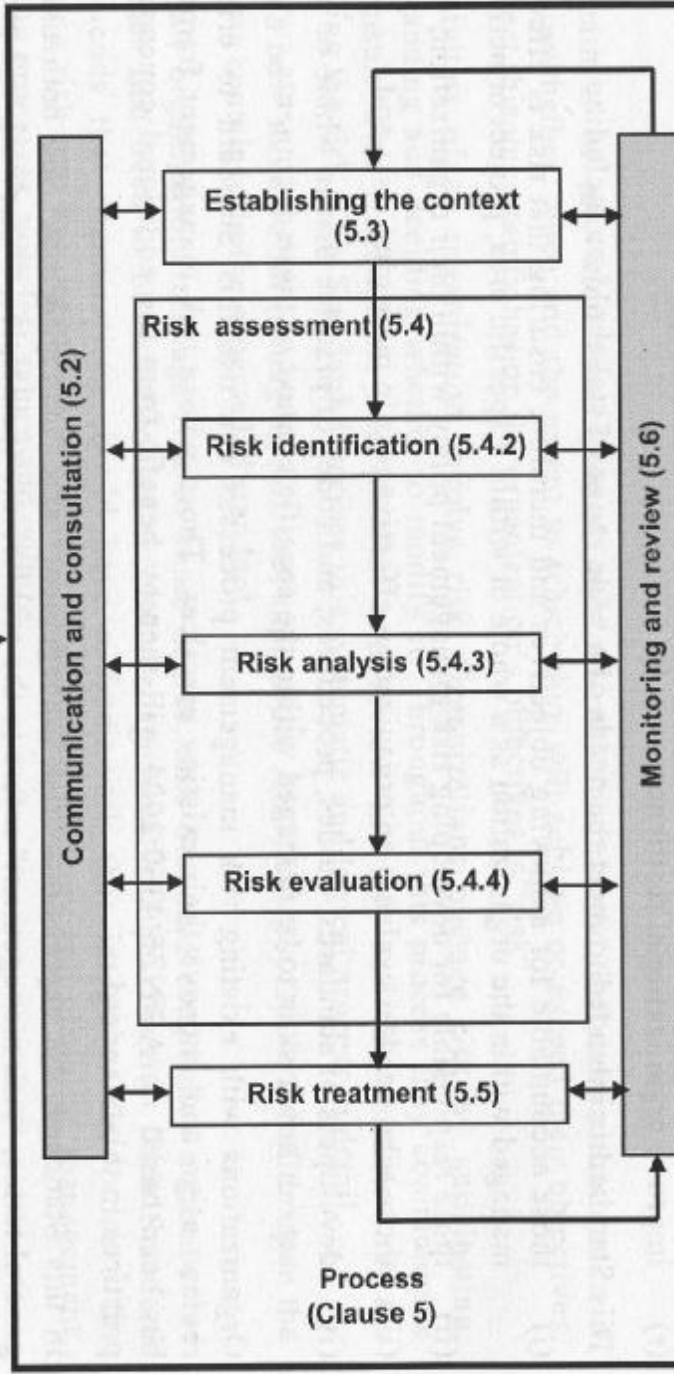 Establishing the context
(5.3)
Risk assessment (5.4)
Risk identification (5.4.2)
Risk analysis (5.4.3)
Risk evaluation (5.4.4)
Risk treatment (5.5)
Communication and consultation (5.2)
Monitoring and review (5.6)
Process
(Clause 5)